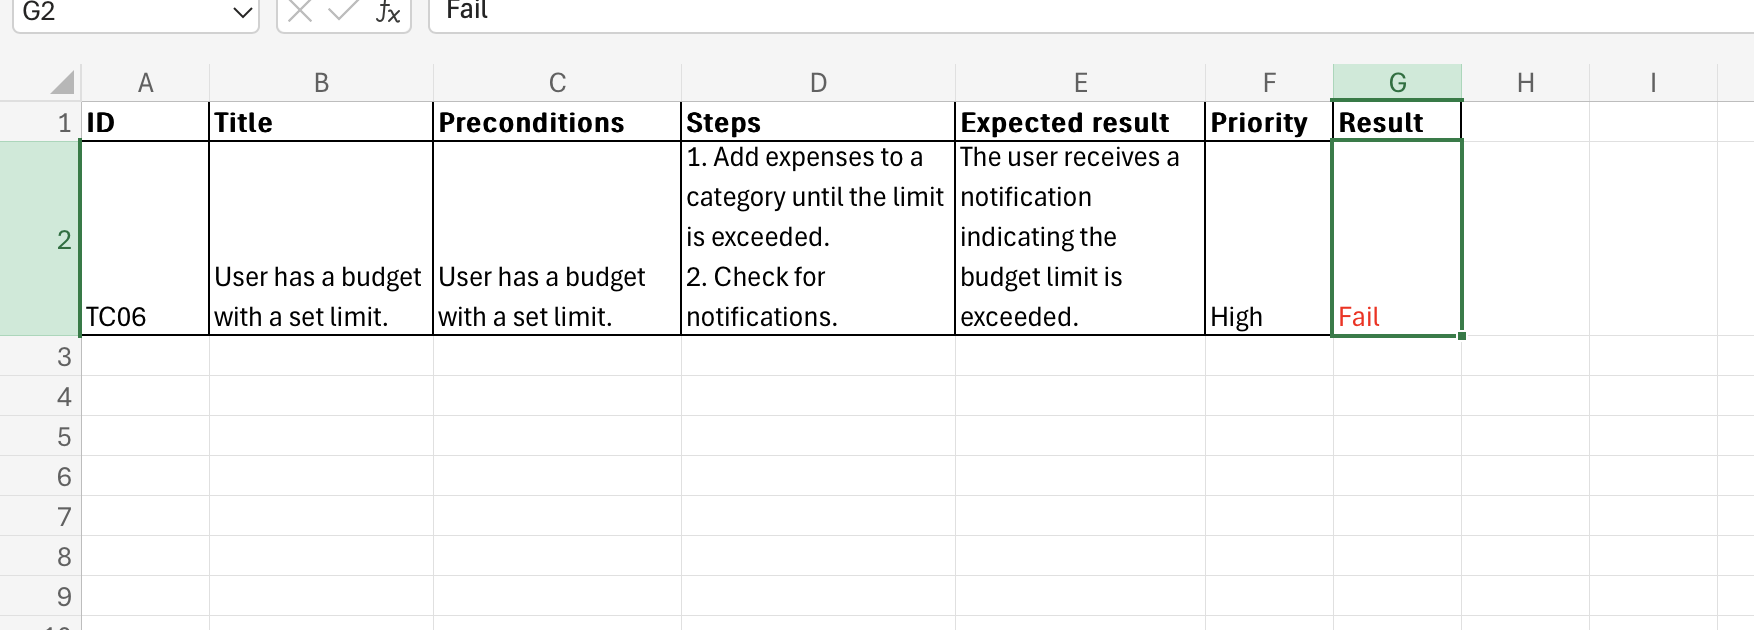 G2 fx Fail
A B C D E F G H I
1 ID Title Preconditions Steps Expected result Priority Result
2
TC06
User has a budget
with a set limit.
User has a budget
with a set limit.
1. Add expenses to a
category until the limit
is exceeded.
2. Check for
notifications.
The user receives a
notification
indicating the
budget limit is
exceeded.
High
Fail
3
4
5
6
7
8
9